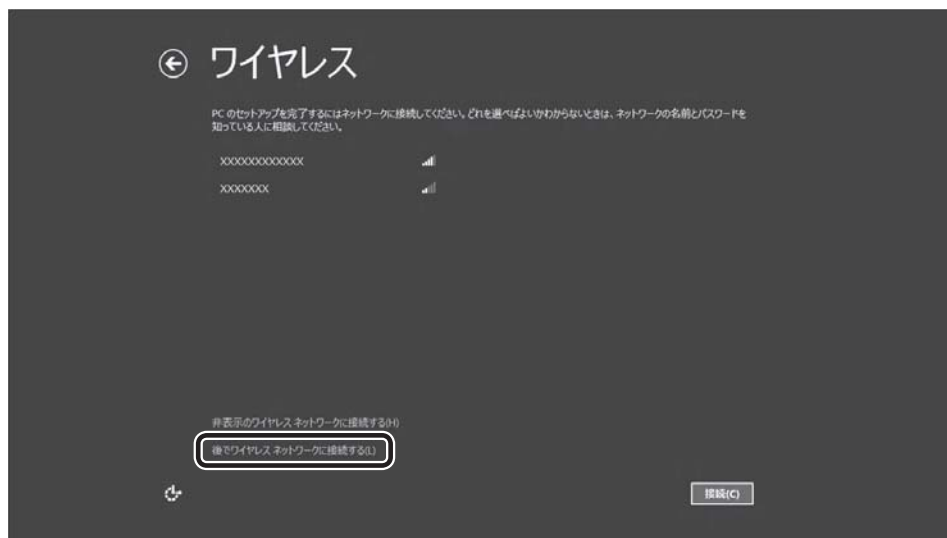 ワイヤレス
PC のセットアップを完了するにはネットワークに接続してください。どれを選べばよいかわからないときは、ネットワークの名前とパスワードを
知っている人に相談してください。
XXXXXXXXXXXXX
XXXXXXX
非表示のワイヤレス ネットワークに接続する(H)
後でワイヤレス ネットワークに接続する(L)
接続(C)